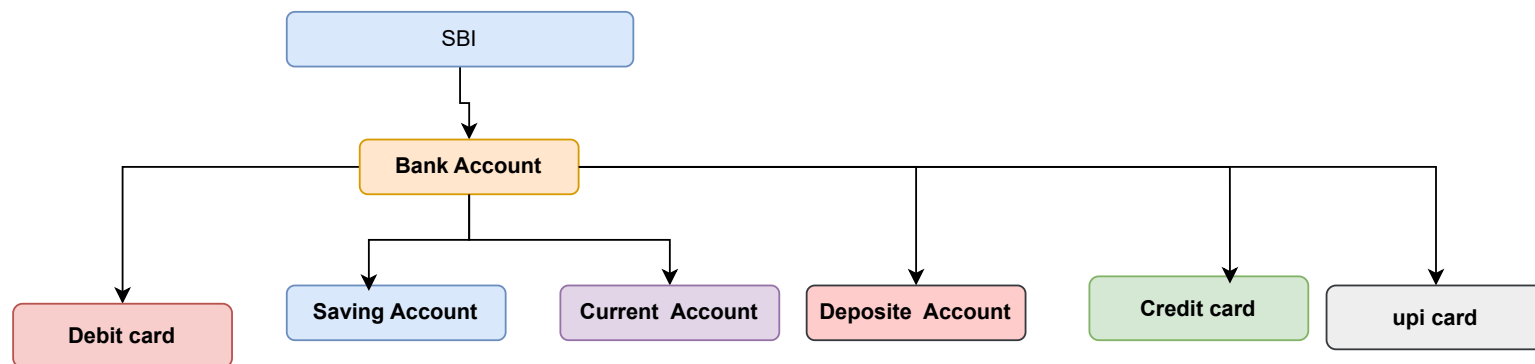 SBI
Bank Account
Debit card
Saving Account
Current  Account
Deposite  Account
Credit card
upi card